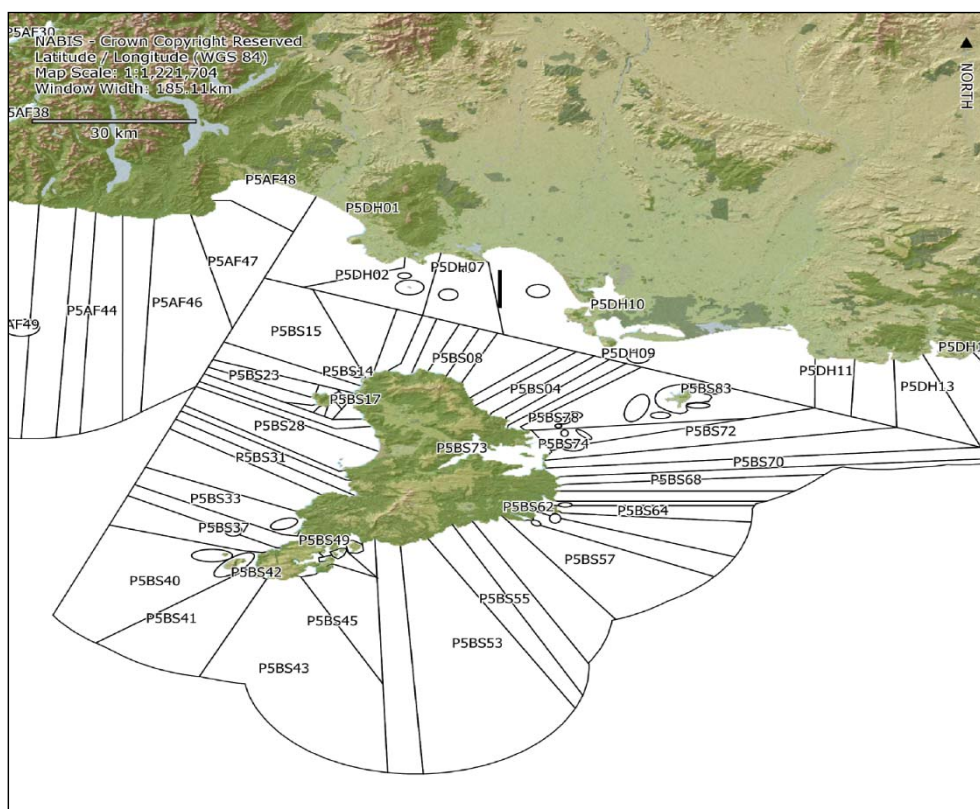 P5AF30
NABIS - Crown Copyright Reserved
Latitude / Longitude (WGS 84)
Map Scale: 1:1,221,704
Window Width: 185.11km
NORTH
P5AF38
30 km
P5AF48
P5DH01
P5AF47
P5DH02
P5DH07
P5AF46
P5AF44
AF49
P5DH10
P5BS15
P5BS08
P5DH09
P5DH1
P5BS14
P5BS23
P5BS17
P5BS04
P5BS83
P5DH11
P5DH13
P5BS28
P5BS78
P5BS72
P5BS74
P5BS73
P5BS31
P5BS70
P5BS68
P5BS33
P5BS62
P5BS64
P5BS37
P5BS49
P5BS57
P5BS42
P5BS40
P5BS55
P5BS41
P5BS45
P5BS53
P5BS43